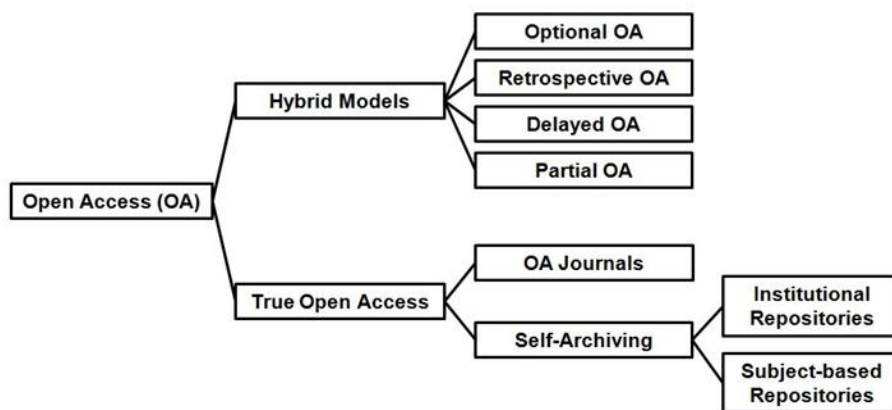 Optional OA
Hybrid Models
Retrospective OA
Delayed OA
Partial OA
Open Access (OA)
OA Journals
True Open Access
Institutional
Repositories
Self-Archiving
Subject-based
Repositories